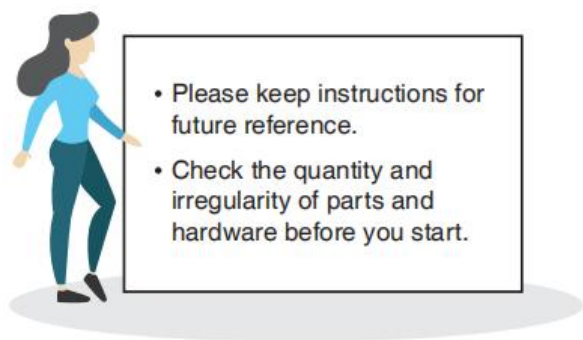 • Please keep instructions for
future reference.
• Check the quantity and
irregularity of parts and
hardware before you start.